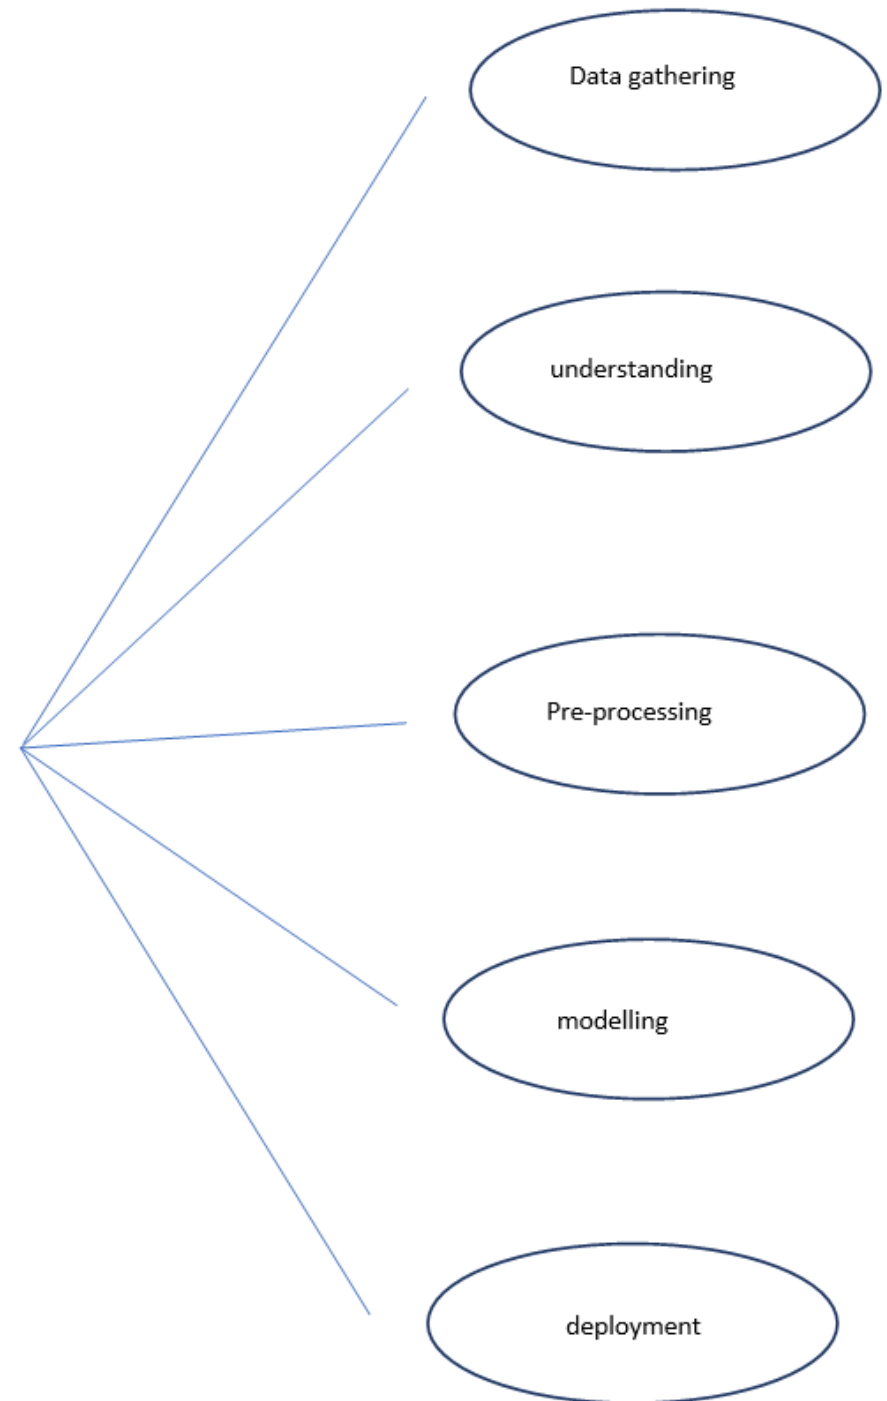 Data gathering
understanding
Pre-processing
modelling
deployment